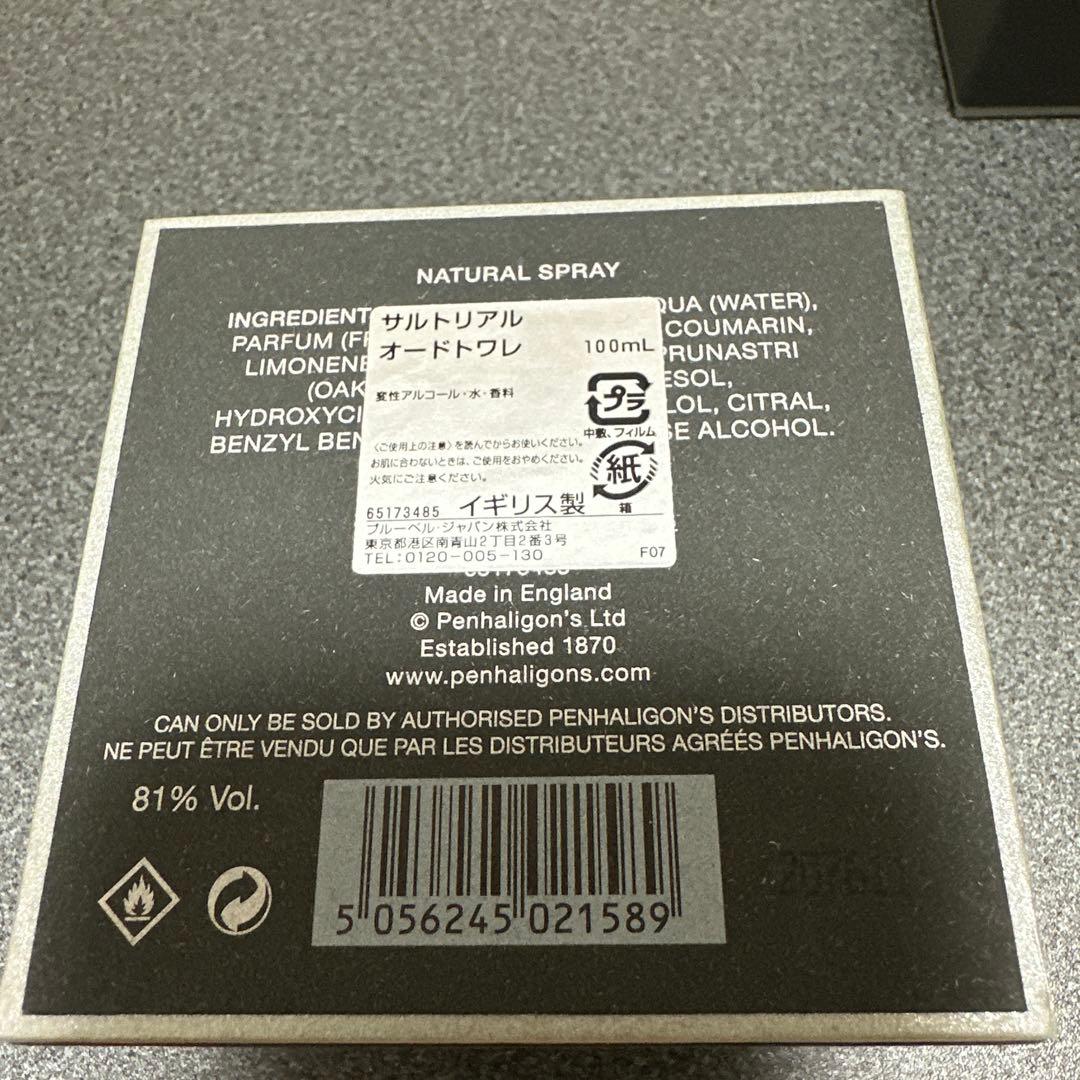 NATURAL SPRAY
INGREDIENT QUA (WATER),
PARFUM (F COUMARIN,
LIMONENE PRUNASTRI
(OAK ESOL,
HYDROXYCI LOL, CITRAL,
BENZYL BEN SE ALCOHOL.
サルトリアル
オードトワレ 100mL
変性アルコール・水・香料
プラ
中敷、フィルム
〈ご使用上の注意〉を読んでからお使いください。
お肌に合わないときは、ご使用をおやめください。
火気にご注意ください。
紙
箱
65173485 イギリス製
ブルーベル・ジャパン株式会社
東京都港区南青山2丁目2番3号
TEL:0120-005-130 F07
Made in England
© Penhaligon's Ltd
Established 1870
www.penhaligons.com
CAN ONLY BE SOLD BY AUTHORISED PENHALIGON'S DISTRIBUTORS.
NE PEUT ÊTRE VENDU QUE PAR LES DISTRIBUTEURS AGRÉÉS PENHALIGON'S.
81% Vol.
5 056245 021589